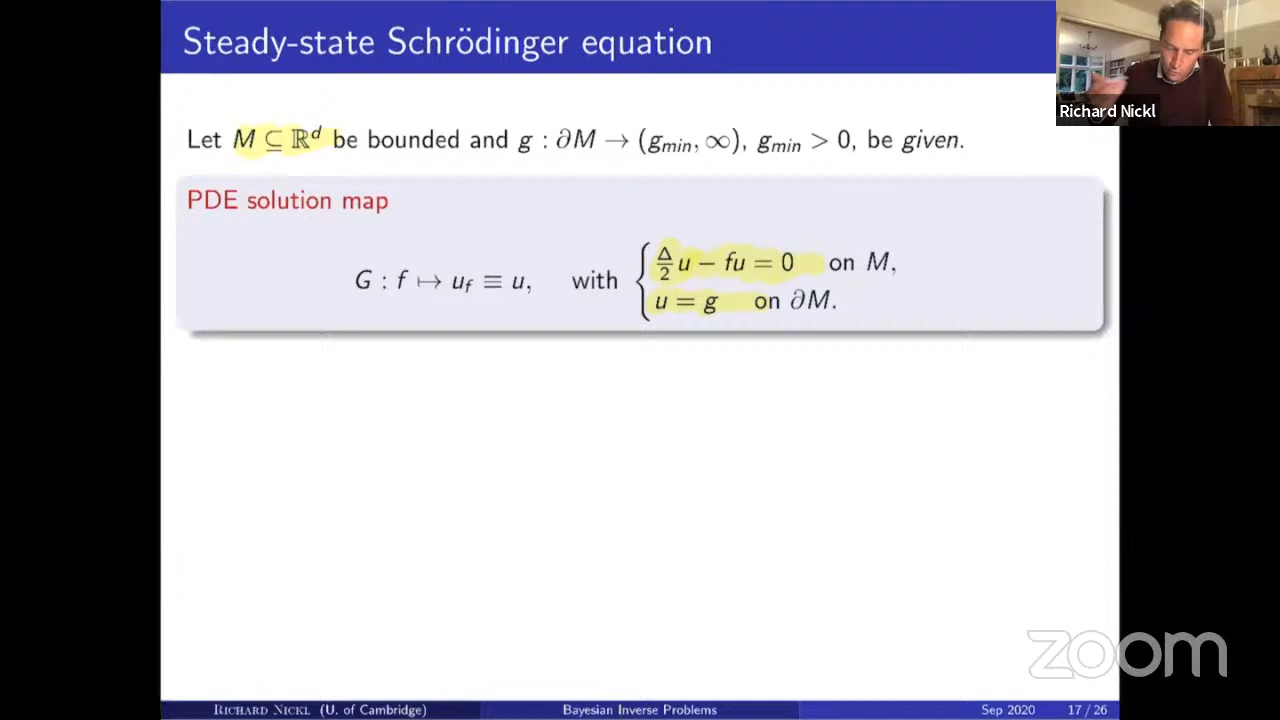 Steady-state Schrödinger equation
Richard Nickl
Let M ⊆ ℝᵈ be bounded and g : ∂M → (g_min, ∞), g_min > 0, be given.
PDE solution map
G : f ↦ u_f ≡ u, with { Δ/2 u − fu = 0 on M,
u = g on ∂M.
zoom
RICHARD NICKL (U. of Cambridge) Bayesian Inverse Problems Sep 2020 17 / 26